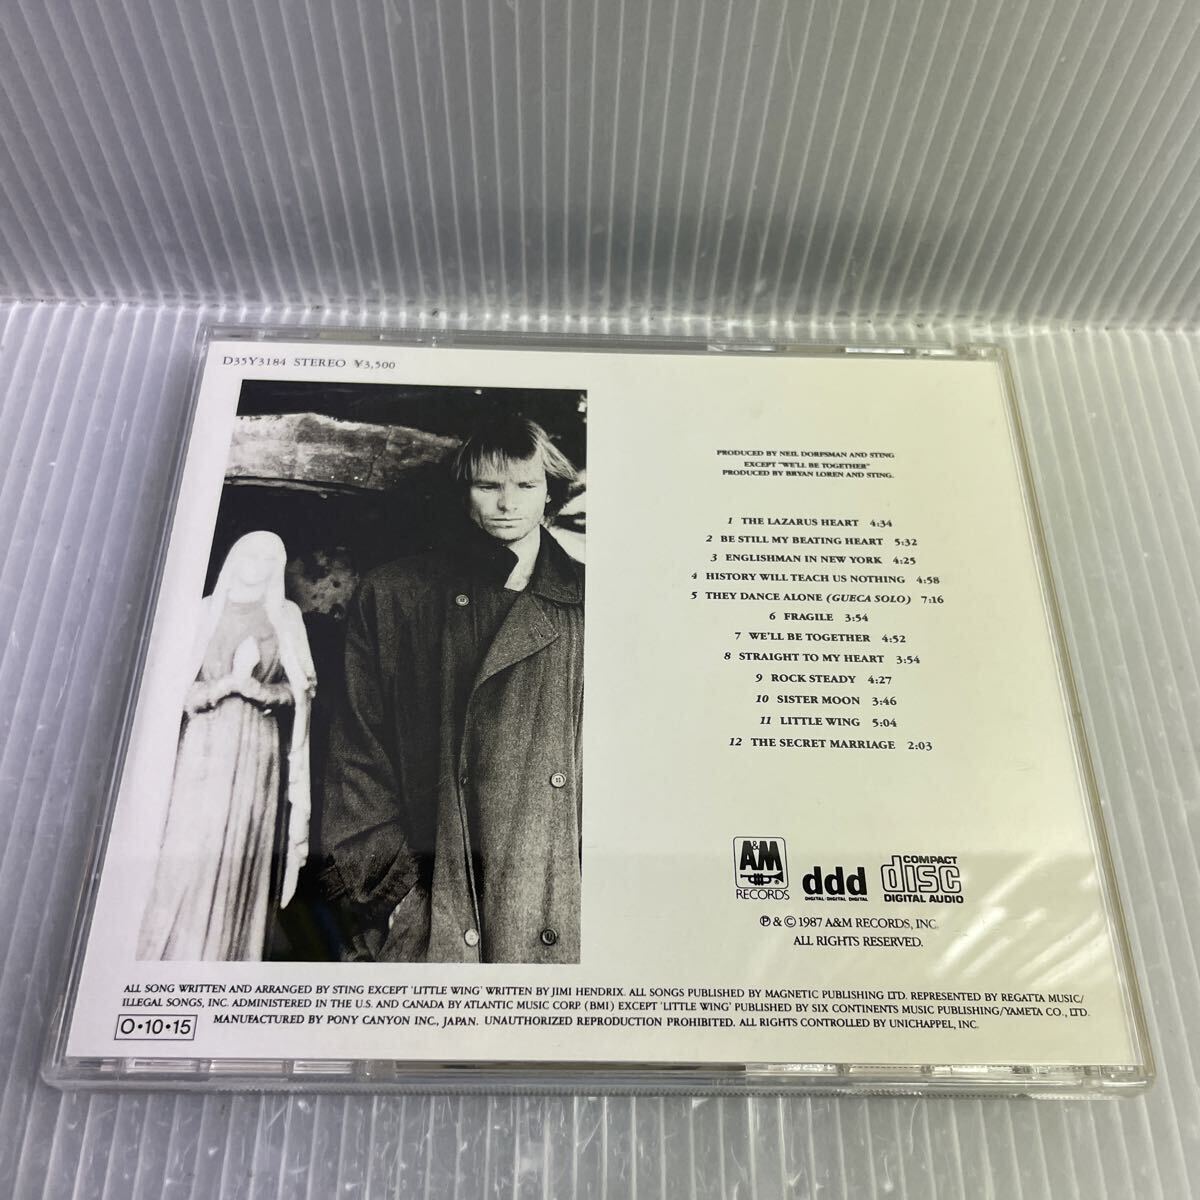 D35Y3184 STEREO ¥3,500
PRODUCED BY NEIL DORFSMAN AND STING
EXCEPT "WE'LL BE TOGETHER"
PRODUCED BY BRYAN LOREN AND STING.
1 THE LAZARUS HEART 4:34
2 BE STILL MY BEATING HEART 5:32
3 ENGLISHMAN IN NEW YORK 4:25
4 HISTORY WILL TEACH US NOTHING 4:58
5 THEY DANCE ALONE (GUECA SOLO) 7:16
6 FRAGILE 3:54
7 WE'LL BE TOGETHER 4:52
8 STRAIGHT TO MY HEART 3:54
9 ROCK STEADY 4:27
10 SISTER MOON 3:46
11 LITTLE WING 5:04
12 THE SECRET MARRIAGE 2:03
A&M RECORDS
ddd
DIGITAL DIGITAL DIGITAL
COMPACT disc DIGITAL AUDIO
℗ & © 1987 A&M RECORDS, INC.
ALL RIGHTS RESERVED.
ALL SONG WRITTEN AND ARRANGED BY STING EXCEPT 'LITTLE WING' WRITTEN BY JIMI HENDRIX. ALL SONGS PUBLISHED BY MAGNETIC PUBLISHING LTD. REPRESENTED BY REGATTA MUSIC/
ILLEGAL SONGS, INC. ADMINISTERED IN THE U.S. AND CANADA BY ATLANTIC MUSIC CORP (BMI) EXCEPT 'LITTLE WING' PUBLISHED BY SIX CONTINENTS MUSIC PUBLISHING/YAMETA CO., LTD.
O•10•15 MANUFACTURED BY PONY CANYON INC., JAPAN. UNAUTHORIZED REPRODUCTION PROHIBITED. ALL RIGHTS CONTROLLED BY UNICHAPPEL, INC.